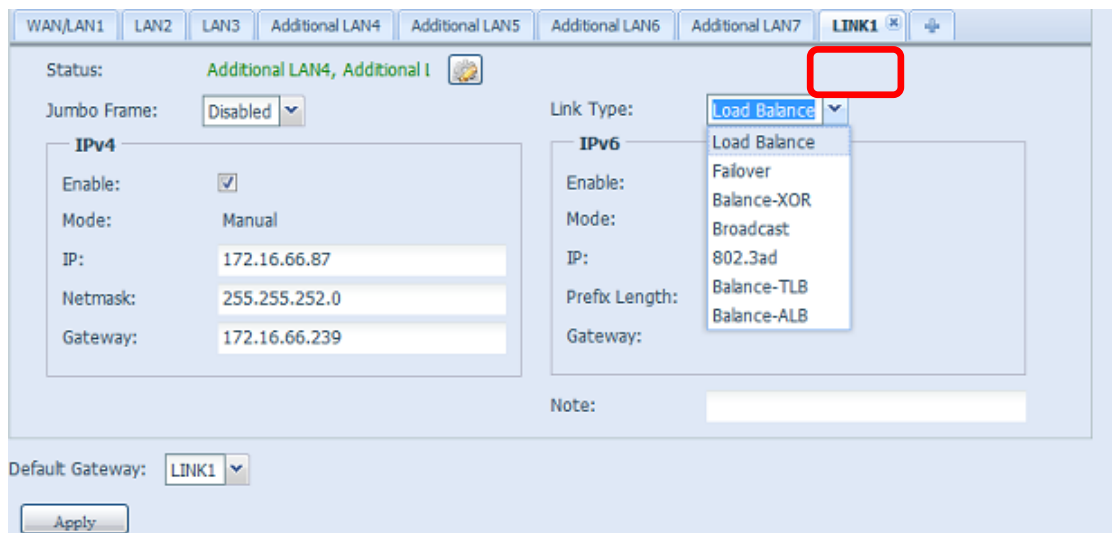 WAN/LAN1 LAN2 LAN3 Additional LAN4 Additional LAN5 Additional LAN6 Additional LAN7 LINK1
Status: Additional LAN4, Additional L
Jumbo Frame: Disabled Link Type: Load Balance
IPv4 IPv6 Load Balance
Failover
Enable: Enable:
Balance-XOR
Mode: Manual Mode:
Broadcast
IP: 172.16.66.87 IP: 802.3ad
Netmask: 255.255.252.0 Prefix Length: Balance-TLB
Balance-ALB
Gateway: 172.16.66.239 Gateway:
Note:
Default Gateway: LINK1
Apply